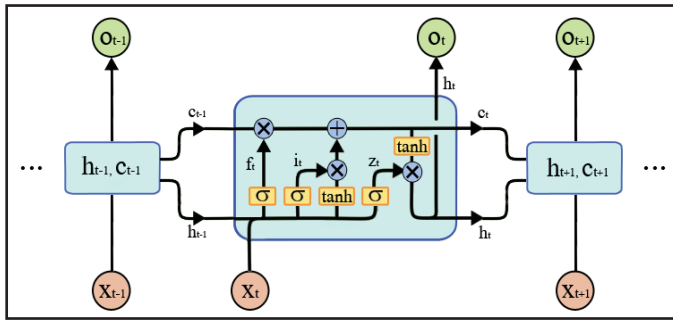 Ot-1 Ot Ot+1
ht
ct-1 ct
× +
tanh
... ht-1, ct-1 ft it × zt × ht+1, ct+1 ...
σ σ tanh σ
ht-1 ht
Xt-1 Xt Xt+1